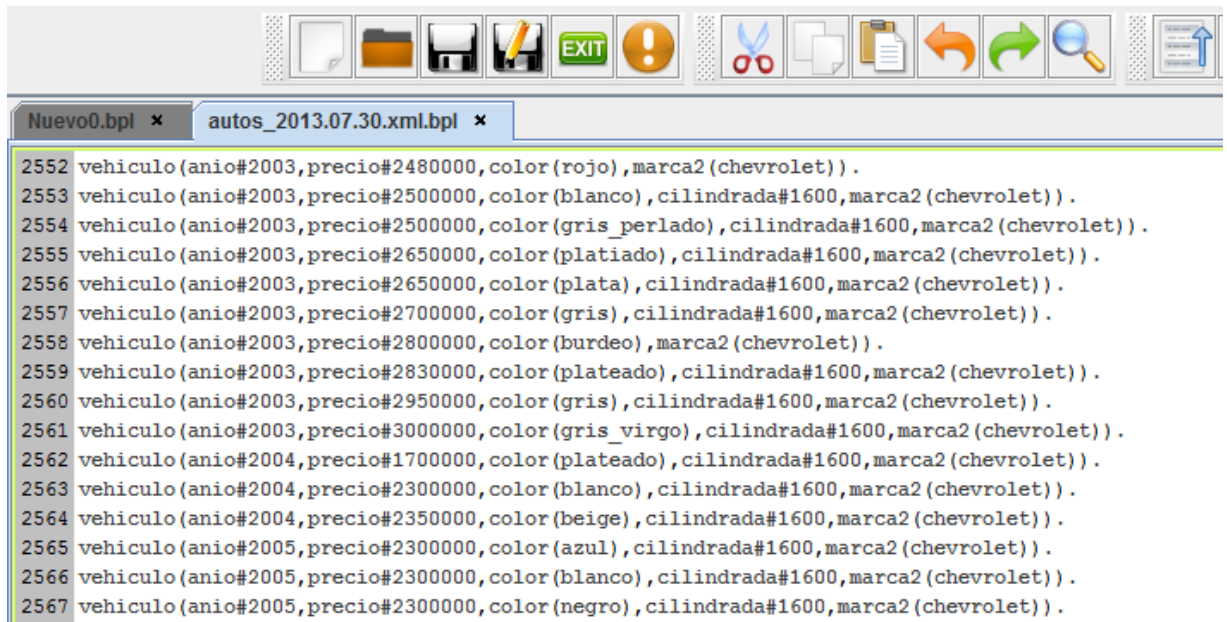 EXIT
Nuevo0.bpl × autos_2013.07.30.xml.bpl ×
2552 vehiculo(anio#2003,precio#2480000,color(rojo),marca2(chevrolet)).
2553 vehiculo(anio#2003,precio#2500000,color(blanco),cilindrada#1600,marca2(chevrolet)).
2554 vehiculo(anio#2003,precio#2500000,color(gris_perlado),cilindrada#1600,marca2(chevrolet)).
2555 vehiculo(anio#2003,precio#2650000,color(platiado),cilindrada#1600,marca2(chevrolet)).
2556 vehiculo(anio#2003,precio#2650000,color(plata),cilindrada#1600,marca2(chevrolet)).
2557 vehiculo(anio#2003,precio#2700000,color(gris),cilindrada#1600,marca2(chevrolet)).
2558 vehiculo(anio#2003,precio#2800000,color(burdeo),marca2(chevrolet)).
2559 vehiculo(anio#2003,precio#2830000,color(plateado),cilindrada#1600,marca2(chevrolet)).
2560 vehiculo(anio#2003,precio#2950000,color(gris),cilindrada#1600,marca2(chevrolet)).
2561 vehiculo(anio#2003,precio#3000000,color(gris_virgo),cilindrada#1600,marca2(chevrolet)).
2562 vehiculo(anio#2004,precio#1700000,color(plateado),cilindrada#1600,marca2(chevrolet)).
2563 vehiculo(anio#2004,precio#2300000,color(blanco),cilindrada#1600,marca2(chevrolet)).
2564 vehiculo(anio#2004,precio#2350000,color(beige),cilindrada#1600,marca2(chevrolet)).
2565 vehiculo(anio#2005,precio#2300000,color(azul),cilindrada#1600,marca2(chevrolet)).
2566 vehiculo(anio#2005,precio#2300000,color(blanco),cilindrada#1600,marca2(chevrolet)).
2567 vehiculo(anio#2005,precio#2300000,color(negro),cilindrada#1600,marca2(chevrolet)).